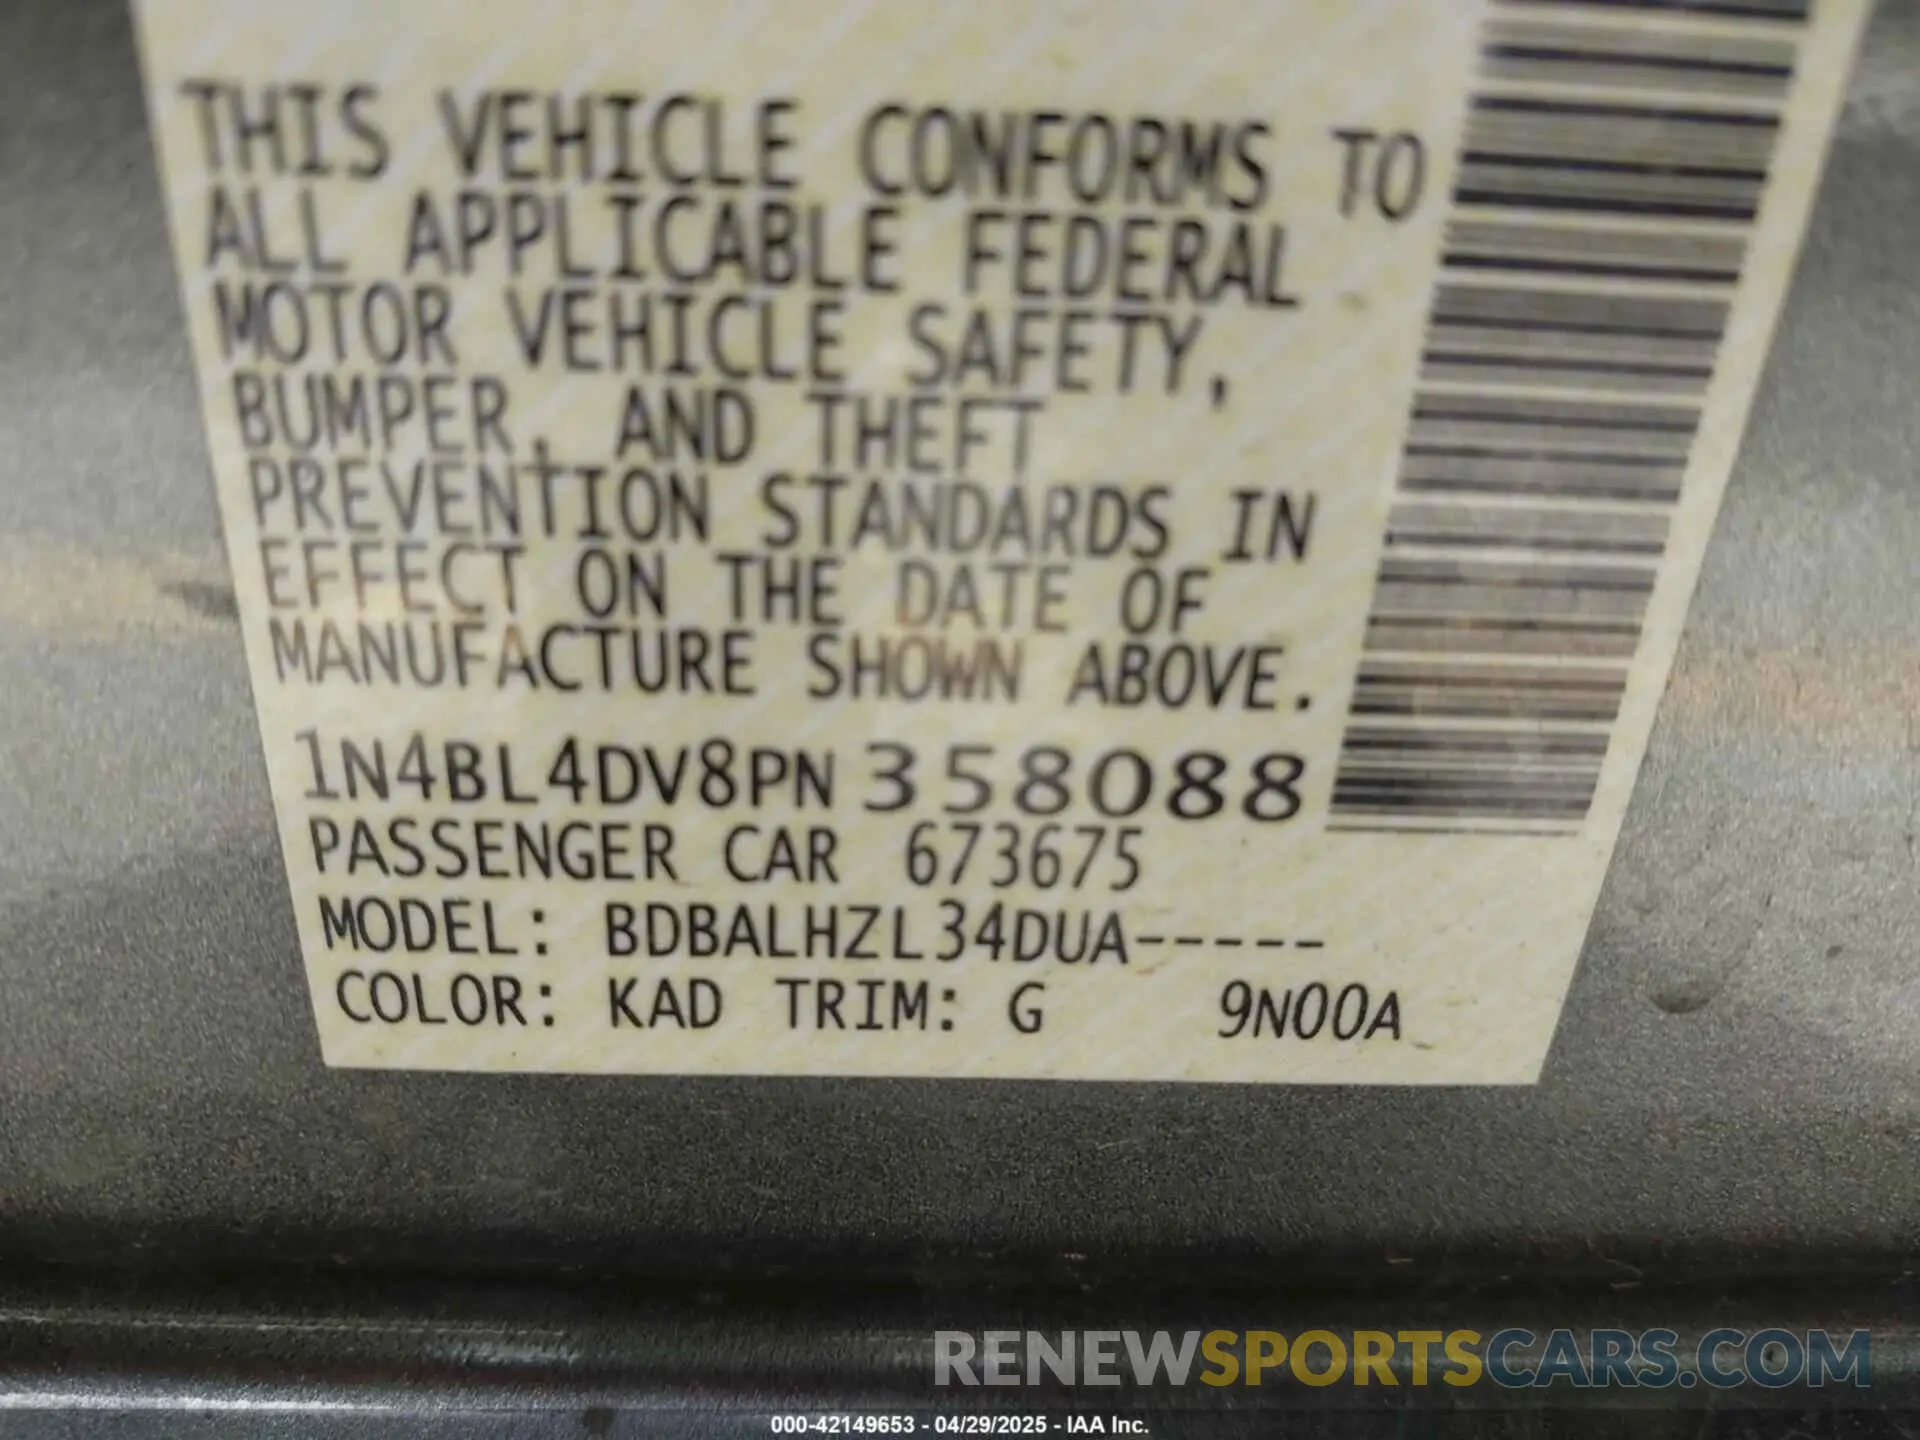 THIS VEHICLE CONFORMS TO
ALL APPLICABLE FEDERAL
MOTOR VEHICLE SAFETY,
BUMPER, AND THEFT
PREVENTION STANDARDS IN
EFFECT ON THE DATE OF
MANUFACTURE SHOWN ABOVE.
1N4BL4DV8PN358088
PASSENGER CAR 673675
MODEL: BDBALHZL34DUA-----
COLOR: KAD TRIM: G 9N00A
RENEWSPORTSCARS.COM
000-42149653 - 04/29/2025 - IAA Inc.